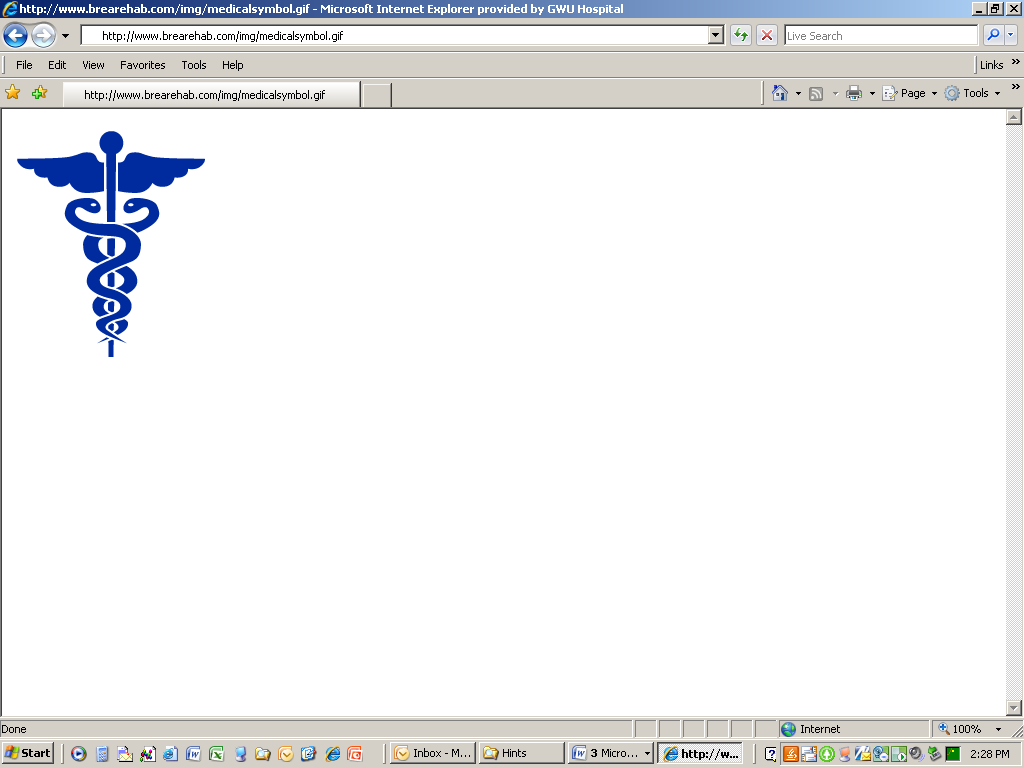 http://www.brearehab.com/img/medicalsymbol.gif - Microsoft Internet Explorer provided by GWU Hospital
http://www.brearehab.com/img/medicalsymbol.gif Live Search
File Edit View Favorites Tools Help Links »
http://www.brearehab.com/img/medicalsymbol.gif Page Tools »
Done Internet 100%
Start Inbox - M... Hints 3 Micro... http://w... 2:28 PM